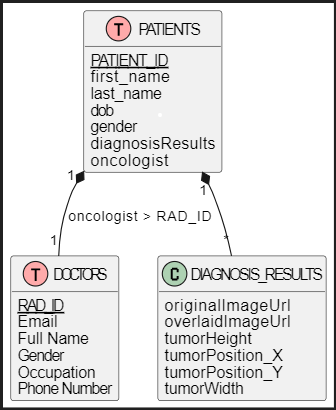 T PATIENTS
PATIENT_ID
first_name
last_name
dob
gender
diagnosisResults
oncologist
1
1
oncologist > RAD_ID
1
*
T DOCTORS
RAD_ID
Email
Full Name
Gender
Occupation
Phone Number
C DIAGNOSIS_RESULTS
originalImageUrl
overlaidImageUrl
tumorHeight
tumorPosition_X
tumorPosition_Y
tumorWidth